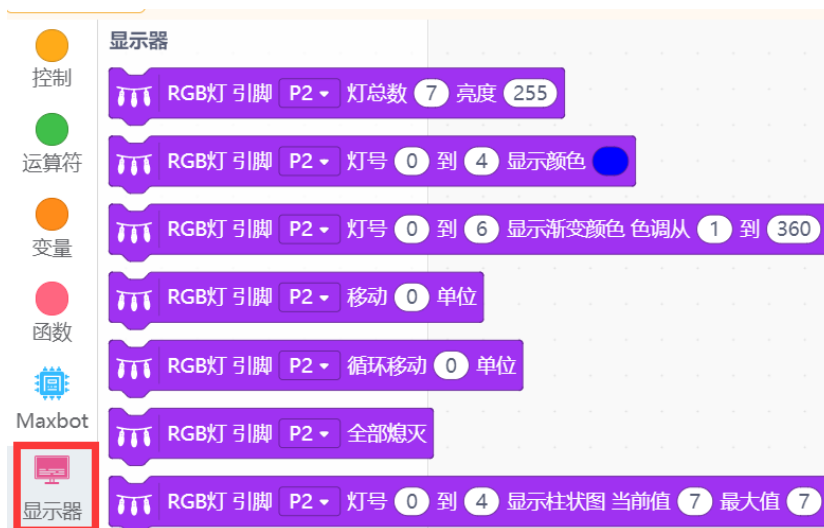 控制
运算符
变量
函数
Maxbot
显示器
显示器
RGB灯 引脚 P2 灯总数 7 亮度 255
RGB灯 引脚 P2 灯号 0 到 4 显示颜色
RGB灯 引脚 P2 灯号 0 到 6 显示渐变颜色 色调从 1 到 360
RGB灯 引脚 P2 移动 0 单位
RGB灯 引脚 P2 循环移动 0 单位
RGB灯 引脚 P2 全部熄灭
RGB灯 引脚 P2 灯号 0 到 4 显示柱状图 当前值 7 最大值 7